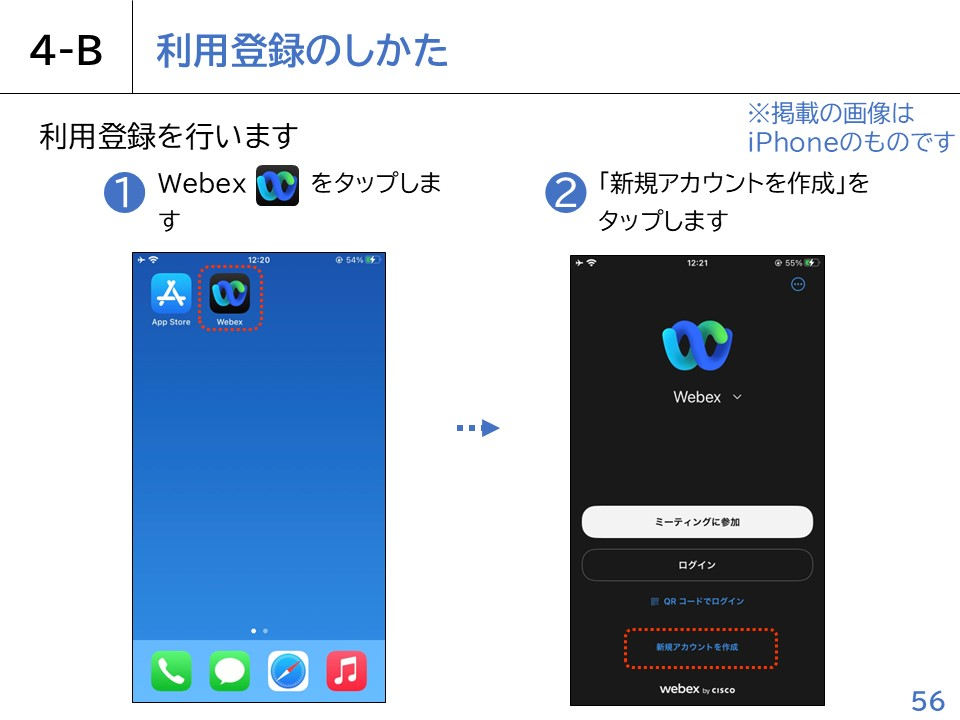 4-B
利用登録のしかた
※掲載の画像は
iPhoneのものです
利用登録を行います
1
Webex をタップしま
す
2
「新規アカウントを作成」を
タップします
12:20
54%
App Store
Webex
12:21
55%
Webex
ミーティングに参加
ログイン
QR コードでログイン
新規アカウントを作成
webex by CISCO
56